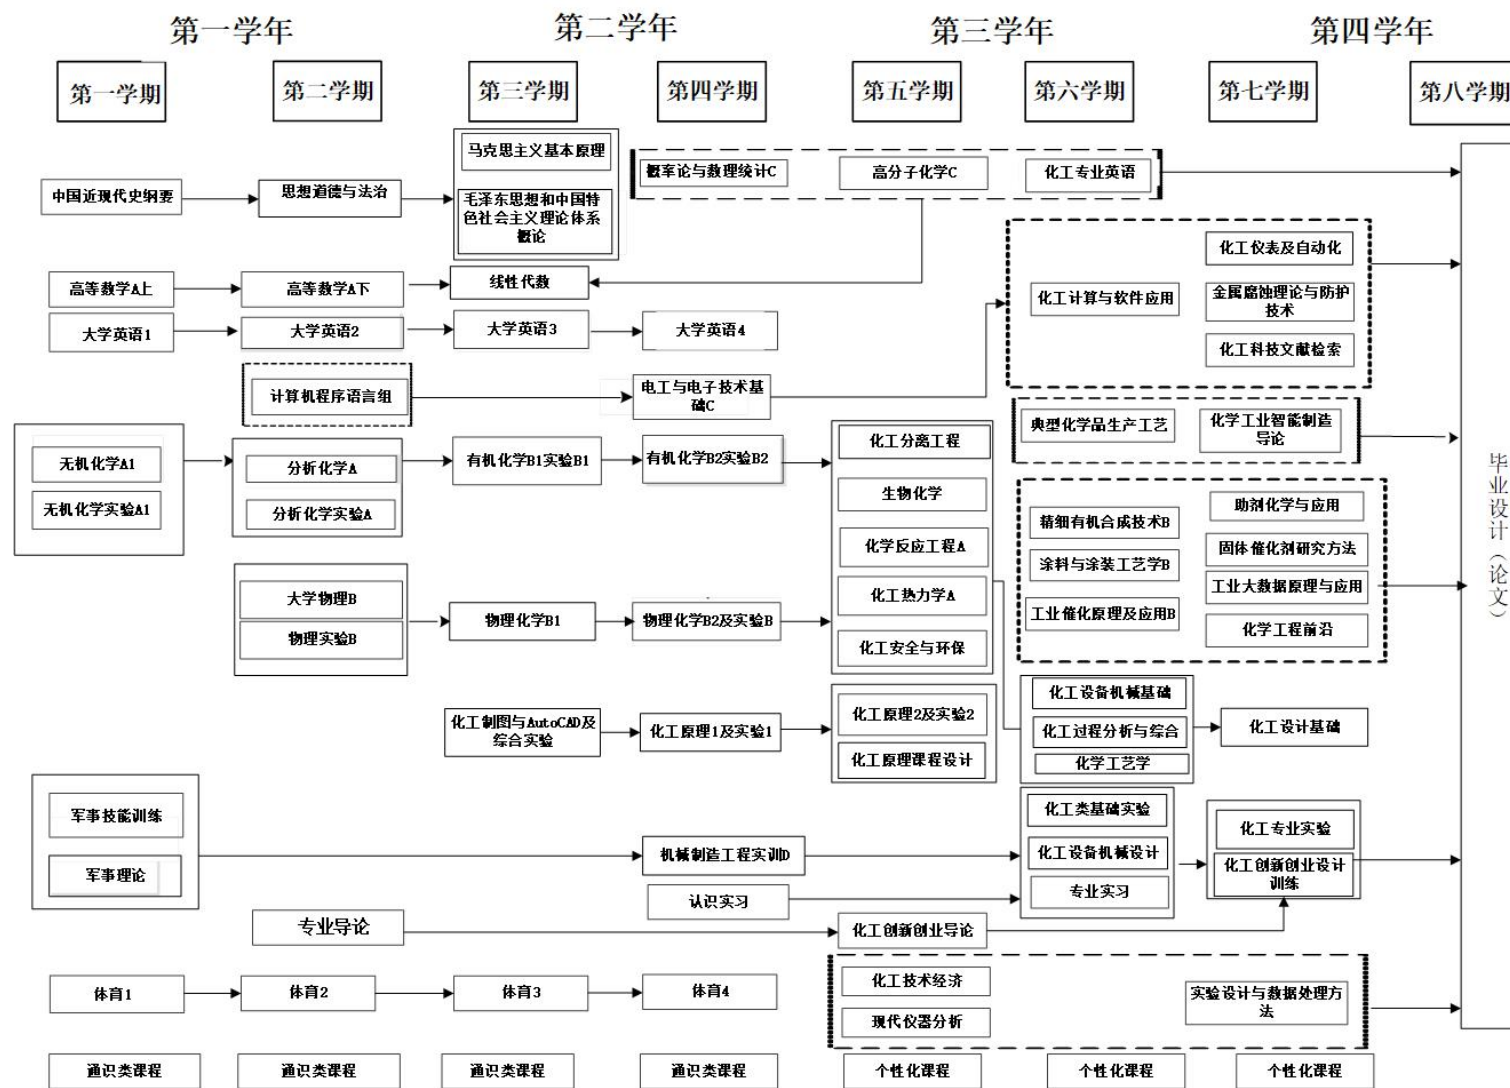 第一学年
第二学年
第三学年
第四学年
第一学期
第二学期
第三学期
第四学期
第五学期
第六学期
第七学期
第八学期
马克思主义基本原理
概率论与数理统计C
高分子化学C
化工专业英语
中国近现代史纲要
思想道德与法治
毛泽东思想和中国特
色社会主义理论体系
概论
高等数学A上
高等数学A下
线性代数
化工计算与软件应用
化工仪表及自动化
金属腐蚀理论与防护
技术
化工科技文献检索
大学英语1
大学英语2
大学英语3
大学英语4
计算机程序语言组
电工与电子技术基
础C
典型化学品生产工艺
化学工业智能制造
导论
无机化学A1
无机化学实验A1
分析化学A
分析化学实验A
有机化学B1实验B1
有机化学B2实验B2
化工分离工程
生物化学
化学反应工程A
化工热力学A
化工安全与环保
精细有机合成技术B
涂料与涂装工艺学B
工业催化原理及应用B
助剂化学与应用
固体催化剂研究方法
工业大数据原理与应用
化学工程前沿
毕业设计（论文）
大学物理B
物理实验B
物理化学B1
物理化学B2及实验B
化工制图与AutoCAD及
综合实验
化工原理1及实验1
化工原理2及实验2
化工原理课程设计
化工设备机械基础
化工过程分析与综合
化学工艺学
化工设计基础
军事技能训练
军事理论
机械制造工程实训D
认识实习
化工类基础实验
化工设备机械设计
专业实习
化工专业实验
化工创新创业设计
训练
专业导论
化工创新创业导论
体育1
体育2
体育3
体育4
化工技术经济
现代仪器分析
实验设计与数据处理方
法
通识类课程
通识类课程
通识类课程
通识类课程
个性化课程
个性化课程
个性化课程